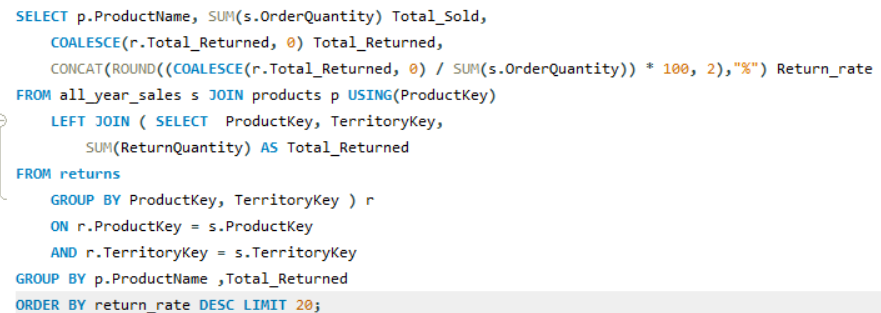 SELECT p.ProductName, SUM(s.OrderQuantity) Total_Sold,
COALESCE(r.Total_Returned, 0) Total_Returned,
CONCAT(ROUND((COALESCE(r.Total_Returned, 0) / SUM(s.OrderQuantity)) * 100, 2),"%") Return_rate
FROM all_year_sales s JOIN products p USING(ProductKey)
LEFT JOIN ( SELECT  ProductKey, TerritoryKey,
SUM(ReturnQuantity) AS Total_Returned
FROM returns
GROUP BY ProductKey, TerritoryKey ) r
ON r.ProductKey = s.ProductKey
AND r.TerritoryKey = s.TerritoryKey
GROUP BY p.ProductName ,Total_Returned
ORDER BY return_rate DESC LIMIT 20;